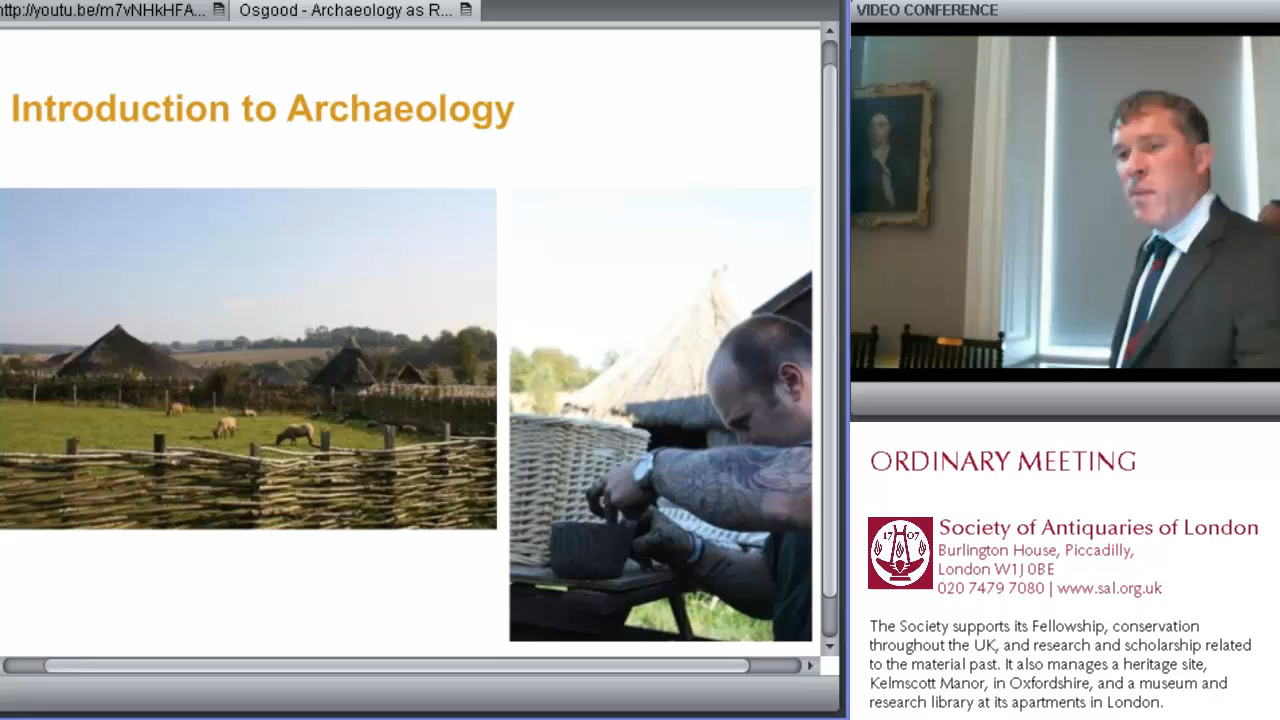 http://youtu.be/m7vNHkHFA...
Osgood - Archaeology as R...
VIDEO CONFERENCE
Introduction to Archaeology
ORDINARY MEETING
1707
Society of Antiquaries of London
Burlington House, Piccadilly,
London W1J 0BE
020 7479 7080 | www.sal.org.uk
The Society supports its Fellowship, conservation
throughout the UK, and research and scholarship related
to the material past. It also manages a heritage site,
Kelmscott Manor, in Oxfordshire, and a museum and
research library at its apartments in London.